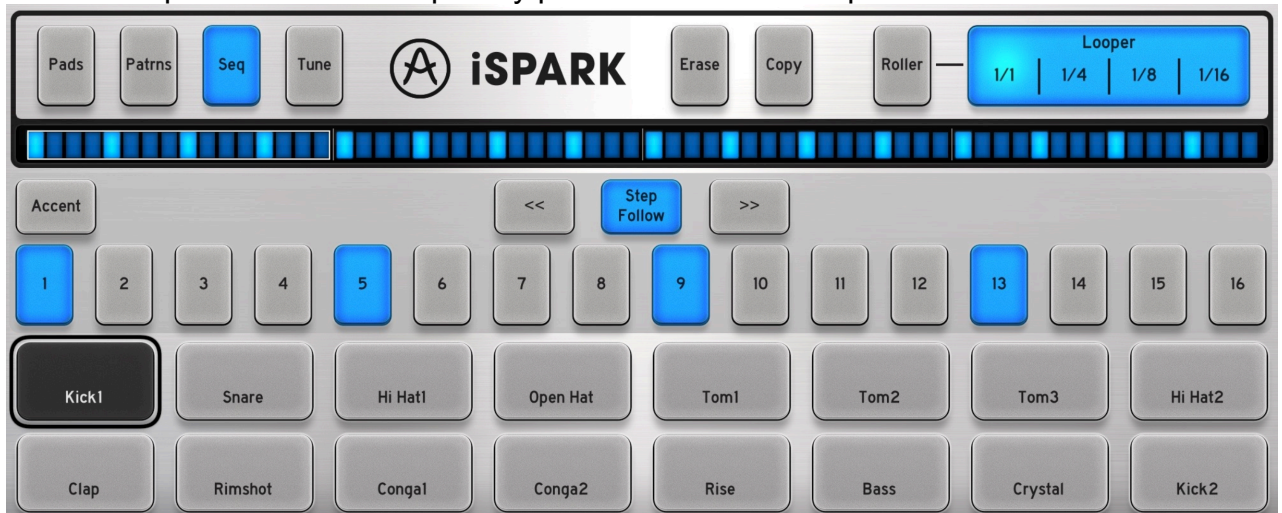 Pads Patrns Seq Tune iSPARK Erase Copy Roller Looper
1/1 1/4 1/8 1/16
Accent << Step Follow >>
1 2 3 4 5 6 7 8 9 10 11 12 13 14 15 16
Kick1 Snare Hi Hat1 Open Hat Tom1 Tom2 Tom3 Hi Hat2
Clap Rimshot Conga1 Conga2 Rise Bass Crystal Kick2